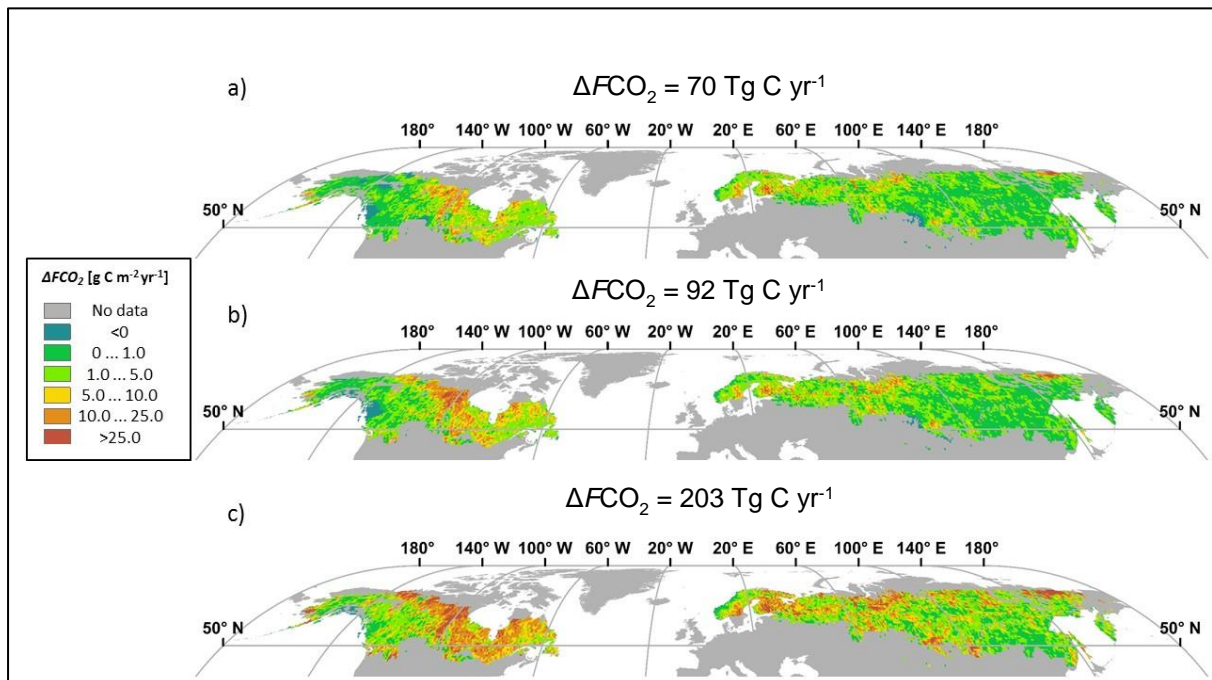 a)
ΔFCO₂ = 70 Tg C yr⁻¹
180° 140° W 100° W 60° W 20° W 20° E 60° E 100° E 140° E 180°
50° N 50° N
ΔFCO₂ [g C m⁻² yr⁻¹]
No data
<0
0 ... 1.0
1.0 ... 5.0
5.0 ... 10.0
10.0 ... 25.0
>25.0
b)
ΔFCO₂ = 92 Tg C yr⁻¹
180° 140° W 100° W 60° W 20° W 20° E 60° E 100° E 140° E 180°
50° N 50° N
c)
ΔFCO₂ = 203 Tg C yr⁻¹
180° 140° W 100° W 60° W 20° W 20° E 60° E 100° E 140° E 180°
50° N 50° N